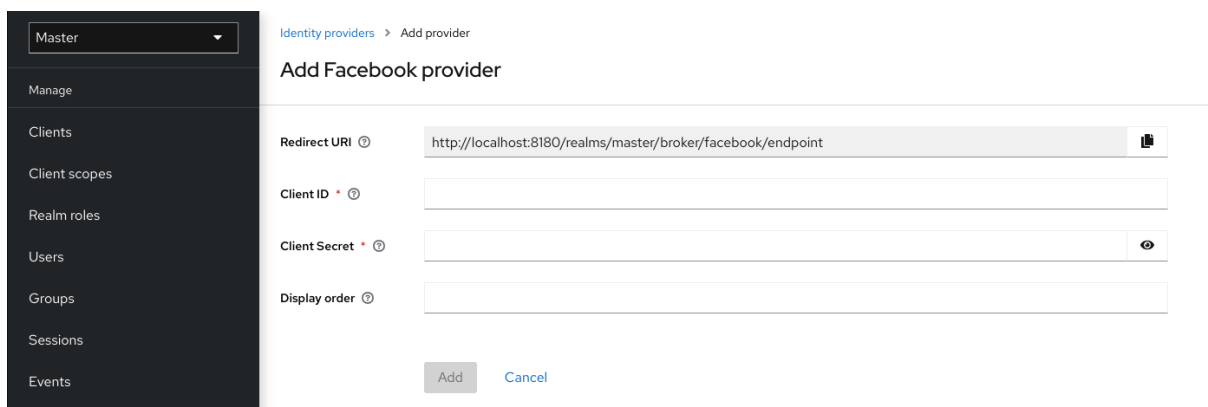 Master
Manage
Clients
Client scopes
Realm roles
Users
Groups
Sessions
Events
Identity providers > Add provider
Add Facebook provider
Redirect URI
http://localhost:8180/realms/master/broker/facebook/endpoint
Client ID *
Client Secret *
Display order
Add Cancel